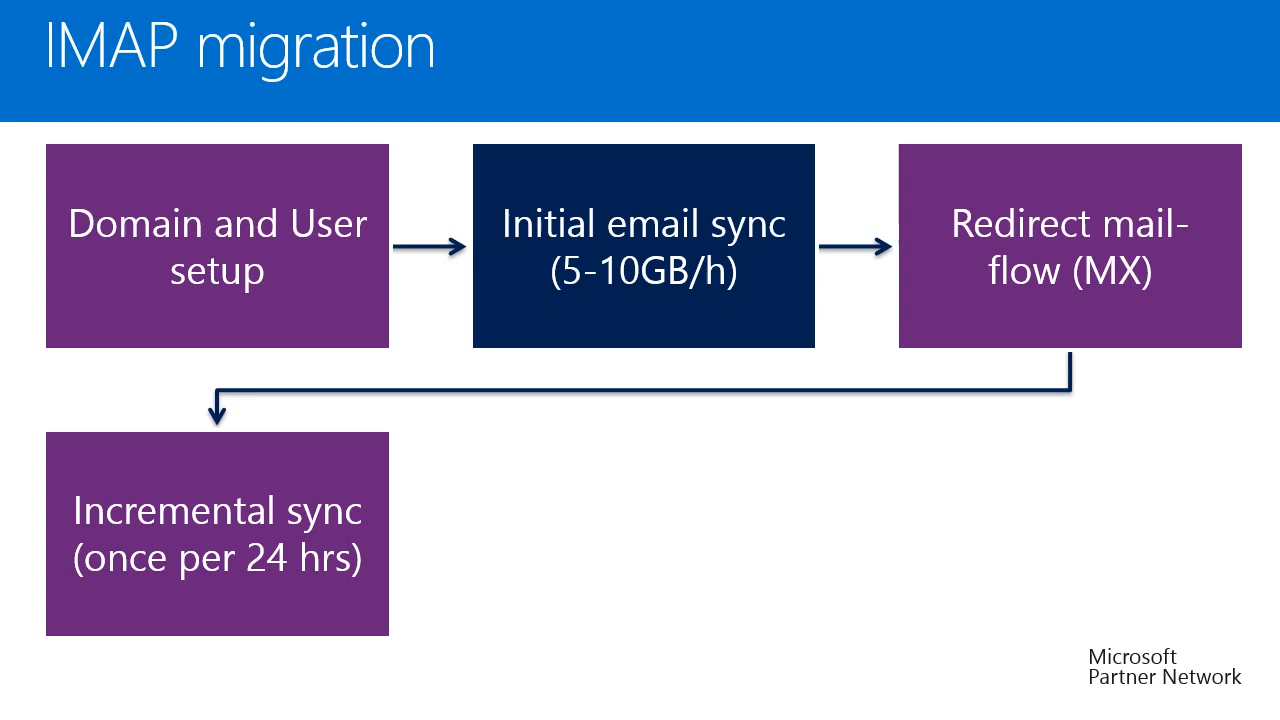 IMAP migration
Domain and User
setup
Initial email sync
(5-10GB/h)
Redirect mail-
flow (MX)
Incremental sync
(once per 24 hrs)
Microsoft
Partner Network